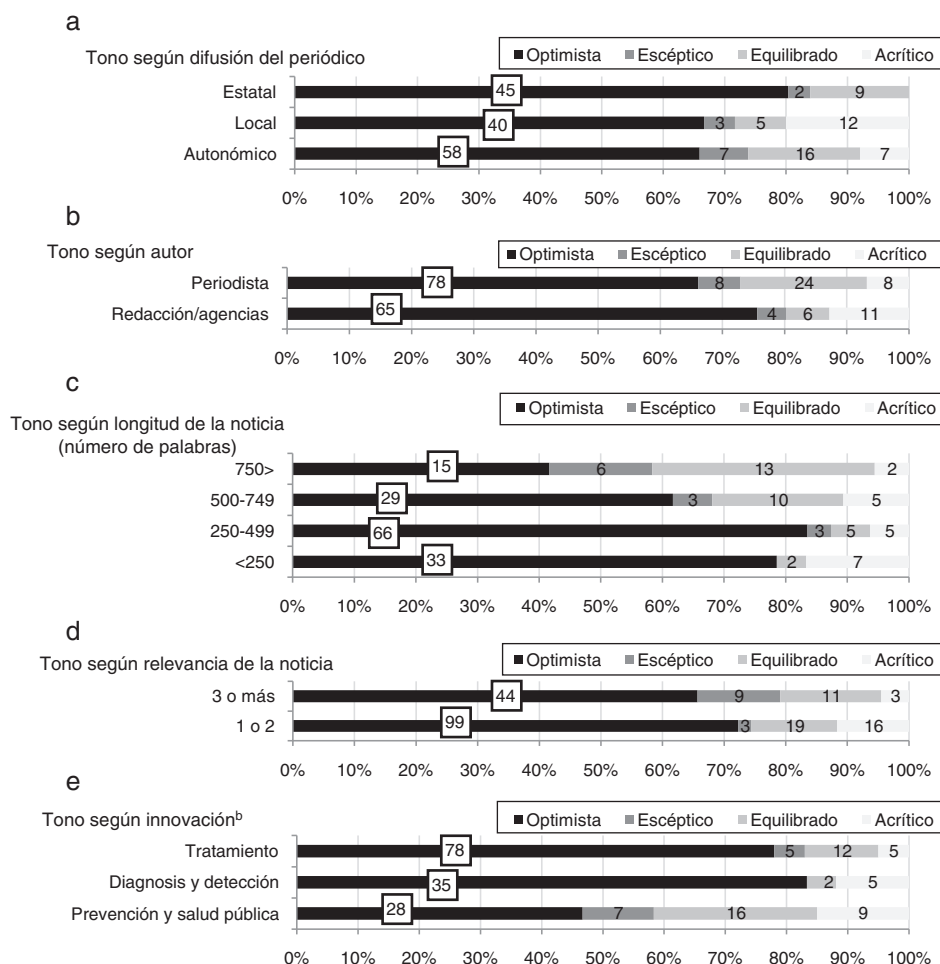 a
Tono según difusión del periódico
■ Optimista ■ Escéptico ■ Equilibrado ■ Acrítico
Estatal 45 2 9
Local 40 3 5 12
Autonómico 58 7 16 7
0% 10% 20% 30% 40% 50% 60% 70% 80% 90% 100%
b
Tono según autor
■ Optimista ■ Escéptico ■ Equilibrado ■ Acrítico
Periodista 78 8 24 8
Redacción/agencias 65 4 6 11
0% 10% 20% 30% 40% 50% 60% 70% 80% 90% 100%
c
■ Optimista ■ Escéptico ■ Equilibrado ■ Acrítico
Tono según longitud de la noticia
(número de palabras)
750> 15 6 13 2
500-749 29 3 10 5
250-499 66 3 5 5
<250 33 2 7
0% 10% 20% 30% 40% 50% 60% 70% 80% 90% 100%
d
■ Optimista ■ Escéptico ■ Equilibrado ■ Acrítico
Tono según relevancia de la noticia
3 o más 44 9 11 3
1 o 2 99 3 19 16
0% 10% 20% 30% 40% 50% 60% 70% 80% 90% 100%
e
Tono según innovaciónᵇ
■ Optimista ■ Escéptico ■ Equilibrado ■ Acrítico
Tratamiento 78 5 12 5
Diagnosis y detección 35 2 5
Prevención y salud pública 28 7 16 9
0% 10% 20% 30% 40% 50% 60% 70% 80% 90% 100%